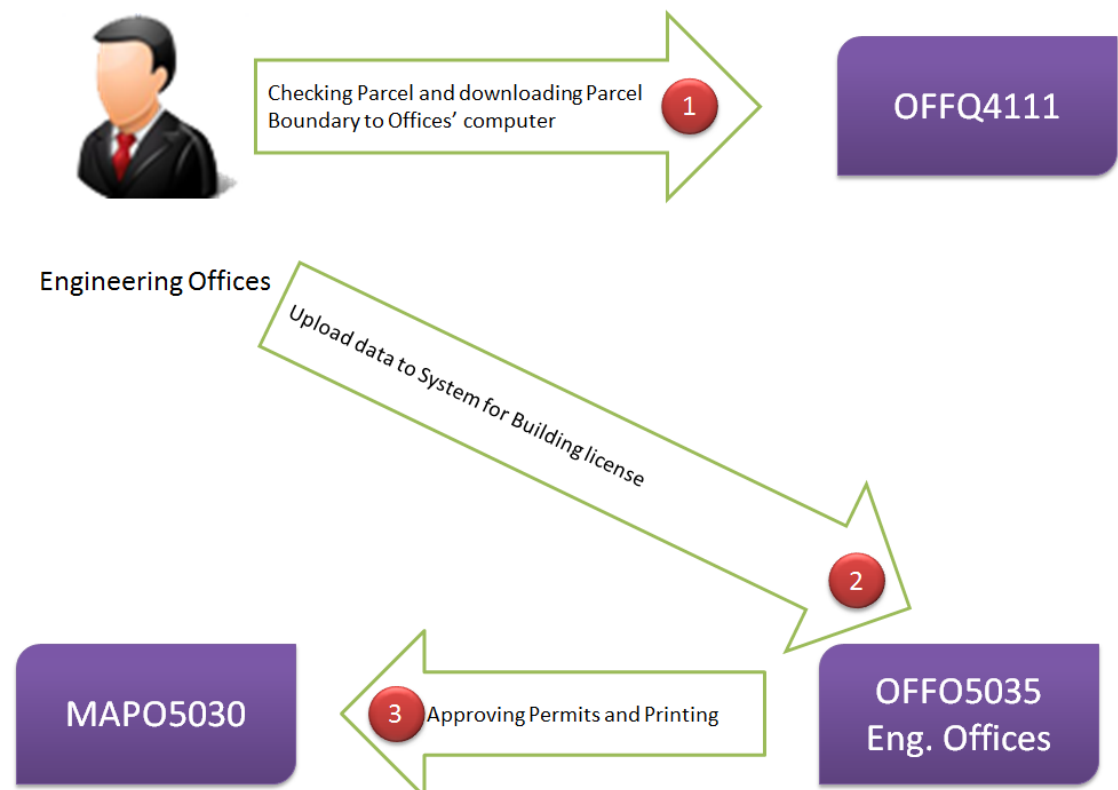 Checking Parcel and downloading Parcel
Boundary to Offices' computer
1
OFFQ4111
Engineering Offices
Upload data to System for Building license
2
MAPO5030
3
Approving Permits and Printing
OFFO5035
Eng. Offices